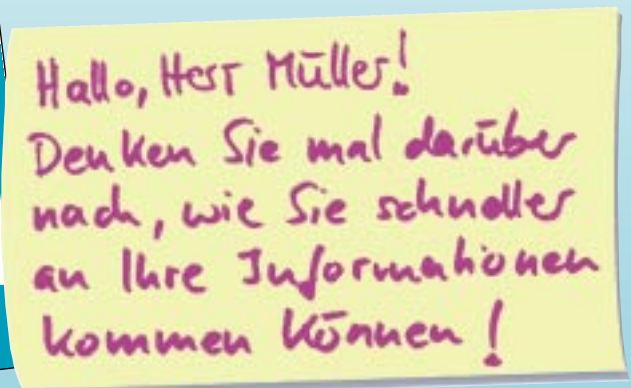 Hallo, Herr Müller!
Denken Sie mal darüber
nach, wie Sie schneller
an Ihre Informationen
kommen können!